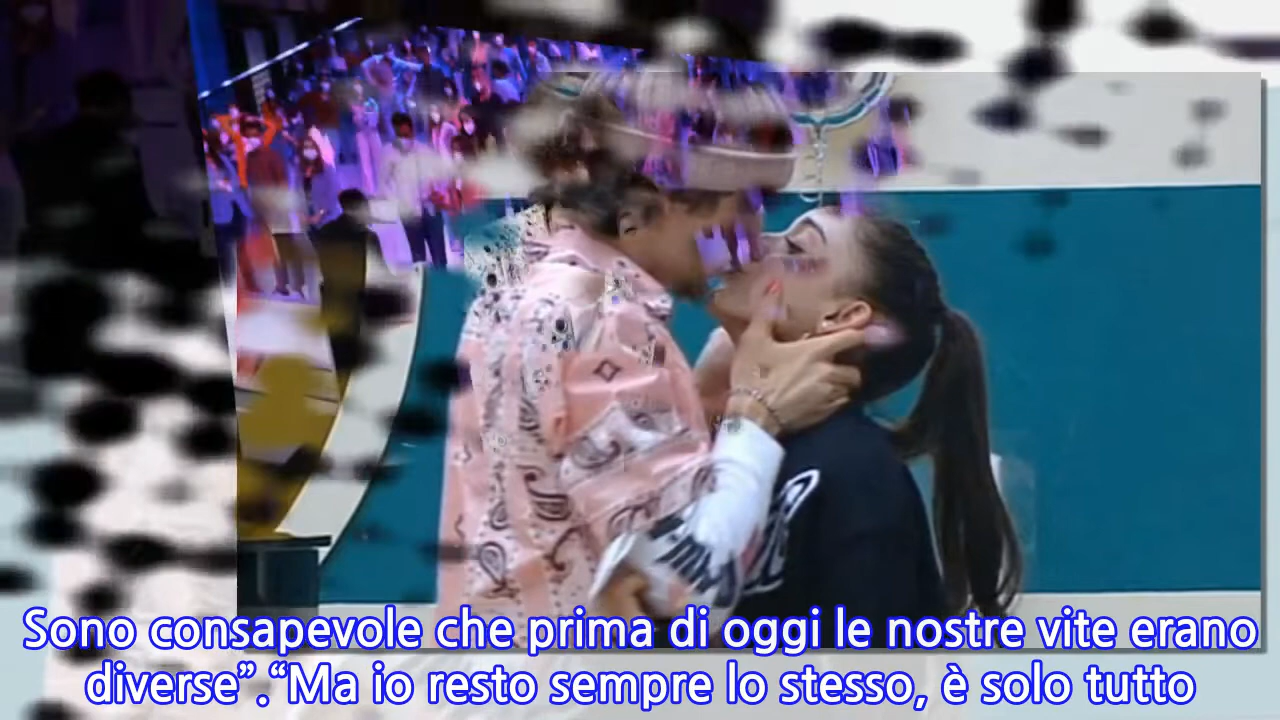 Sono consapevole che prima di oggi le nostre vite erano
diverse”.“Ma io resto sempre lo stesso, è solo tutto